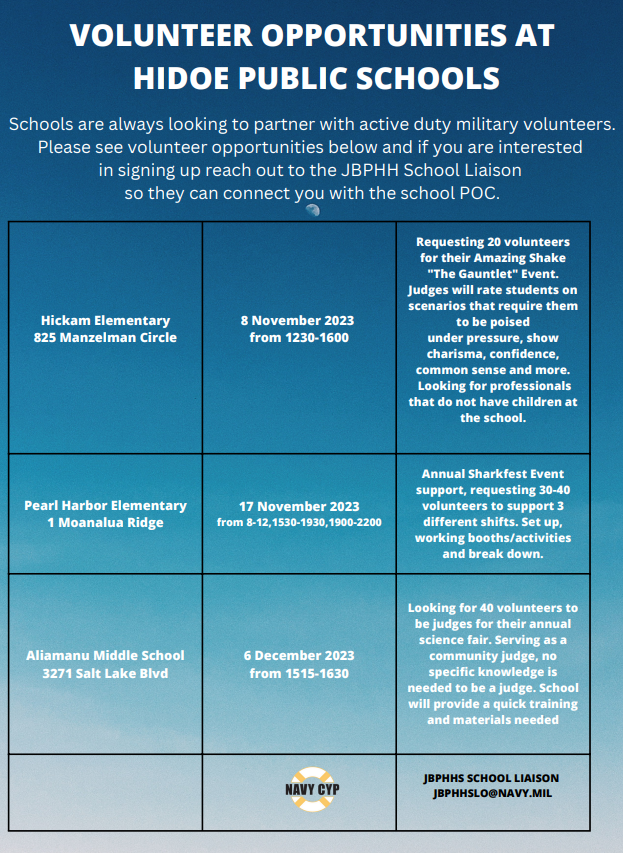 VOLUNTEER OPPORTUNITIES AT
HIDOE PUBLIC SCHOOLS
Schools are always looking to partner with active duty military volunteers.
Please see volunteer opportunities below and if you are interested
in signing up reach out to the JBPHH School Liaison
so they can connect you with the school POC.
Hickam Elementary
825 Manzelman Circle
8 November 2023
from 1230-1600
Requesting 20 volunteers
for their Amazing Shake
"The Gauntlet" Event.
Judges will rate students on
scenarios that require them
to be poised
under pressure, show
charisma, confidence,
common sense and more.
Looking for professionals
that do not have children at
the school.
Pearl Harbor Elementary
1 Moanalua Ridge
17 November 2023
from 8-12,1530-1930,1900-2200
Annual Sharkfest Event
support, requesting 30-40
volunteers to support 3
different shifts. Set up,
working booths/activities
and break down.
Aliamanu Middle School
3271 Salt Lake Blvd
6 December 2023
from 1515-1630
Looking for 40 volunteers to
be judges for their annual
science fair. Serving as a
community judge, no
specific knowledge is
needed to be a judge. School
will provide a quick training
and materials needed
NAVY CYP
JBPHHS SCHOOL LIAISON
JBPHHSLO@NAVY.MIL